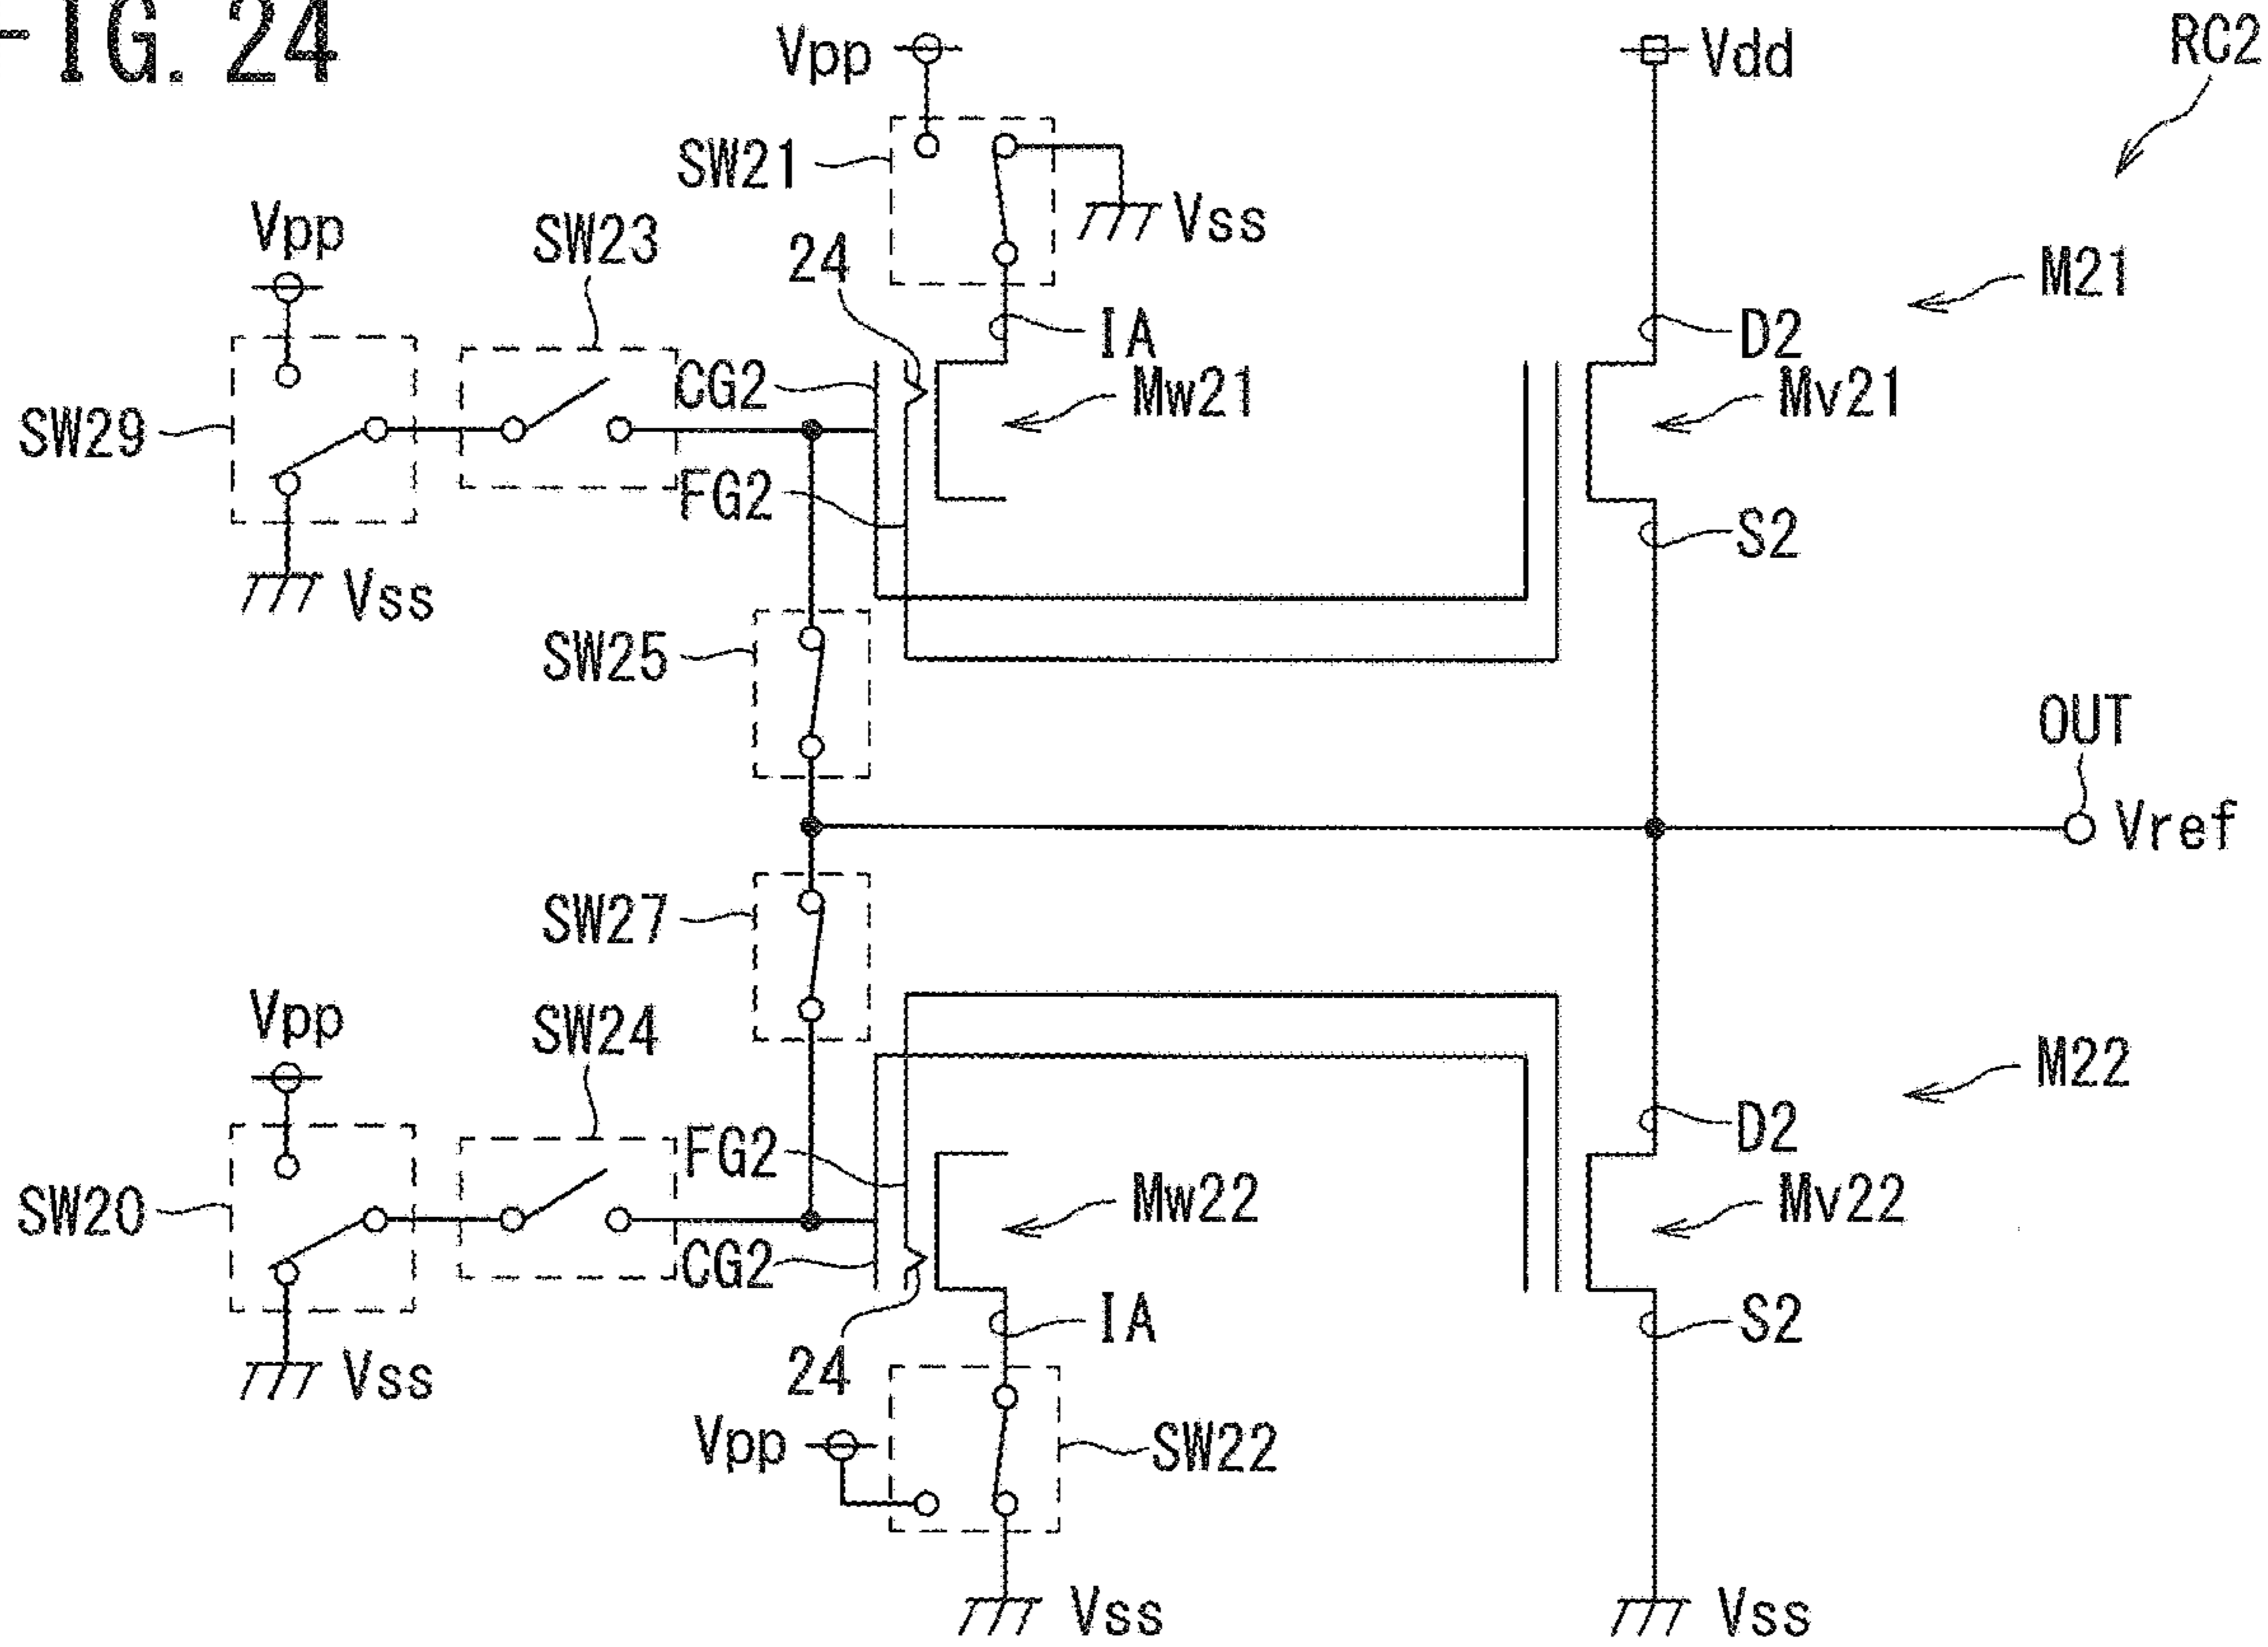 FIG. 24
Vpp
Vdd
RC2
SW21
Vss
Vpp
SW23
24
M21
IA
D2
CG2
Mw21
Mv21
SW29
FG2
S2
Vss
SW25
OUT
Vref
SW27
Vpp
SW24
M22
D2
FG2
Mw22
Mv22
SW20
CG2
IA
S2
Vss
24
Vpp
SW22
Vss
Vss